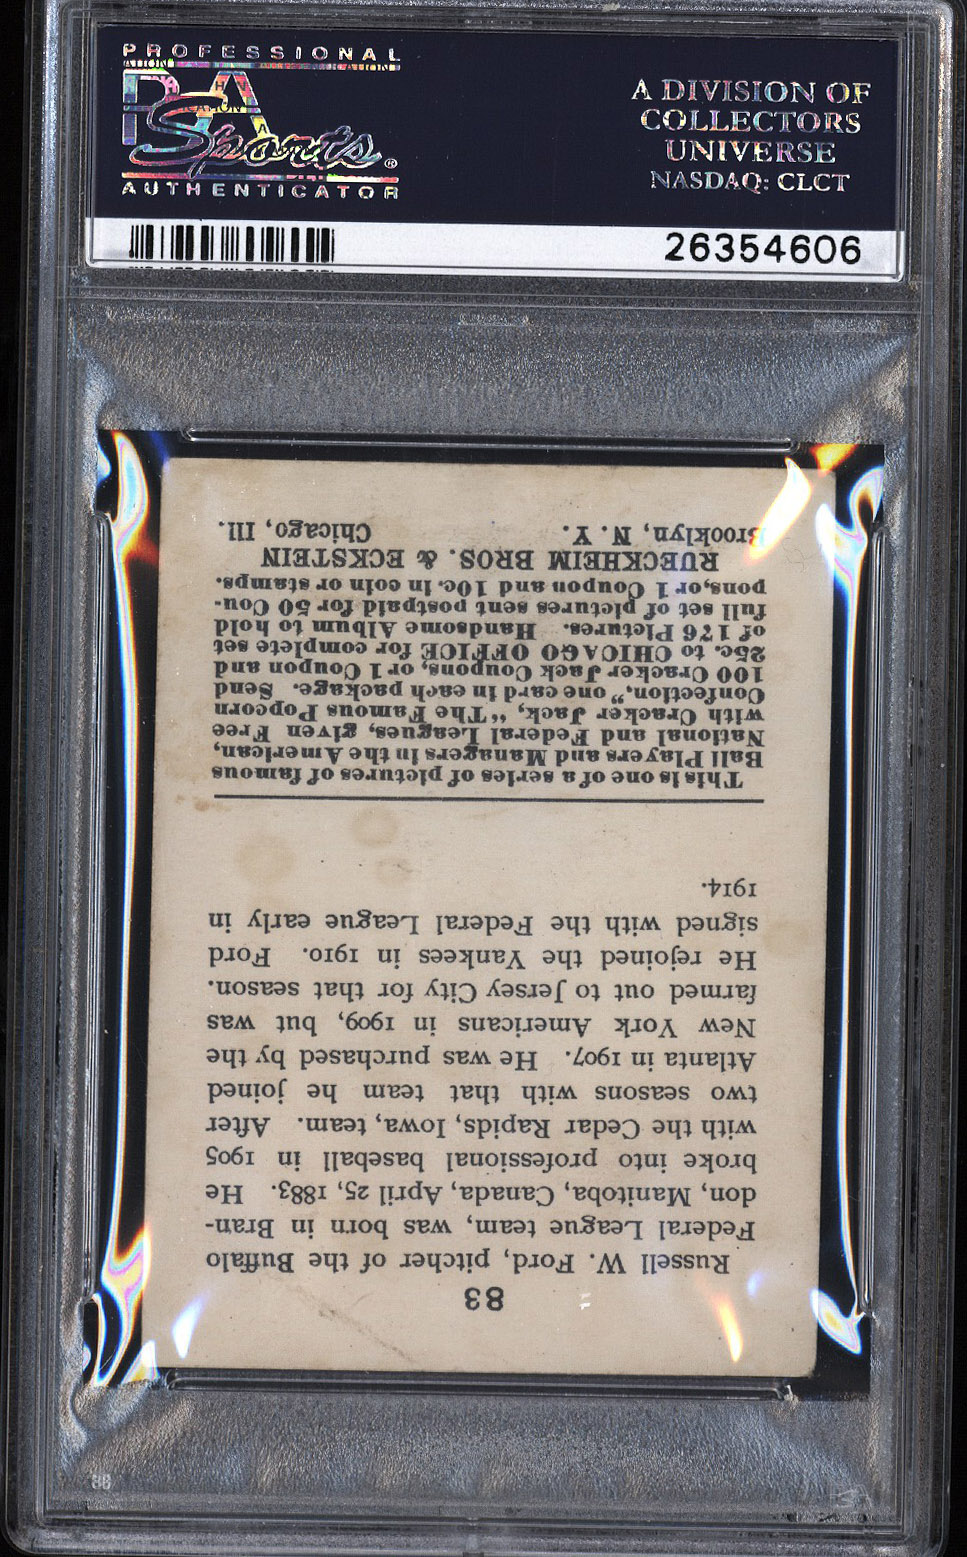 PROFESSIONAL
PSA
Sports®
AUTHENTICATOR
A DIVISION OF
COLLECTORS
UNIVERSE
NASDAQ: CLCT
26354606
83
Russell W. Ford, pitcher of the Buffalo
Federal League team, was born in Bran-
don, Manitoba, Canada, April 25, 1883. He
broke into professional baseball in 1905
with the Cedar Rapids, Iowa, team. After
two seasons with that team he joined
Atlanta in 1907. He was purchased by the
New York Americans in 1909, but was
farmed out to Jersey City for that season.
He rejoined the Yankees in 1910. Ford
signed with the Federal League early in
1914.
This is one of a series of pictures of famous
Ball Players and Managers in the American,
National and Federal Leagues, given Free
with Cracker Jack, "The Famous Popcorn
Confection," one card in each package. Send
100 Cracker Jack Coupons, or 1 Coupon and
25c. to CHICAGO OFFICE for complete set
of 176 Pictures. Handsome Album to hold
full set of pictures sent postpaid for 50 Cou-
pons, or 1 Coupon and 10c. in coin or stamps.
RUECKHEIM BROS. & ECKSTEIN
Brooklyn, N. Y. Chicago, Ill.